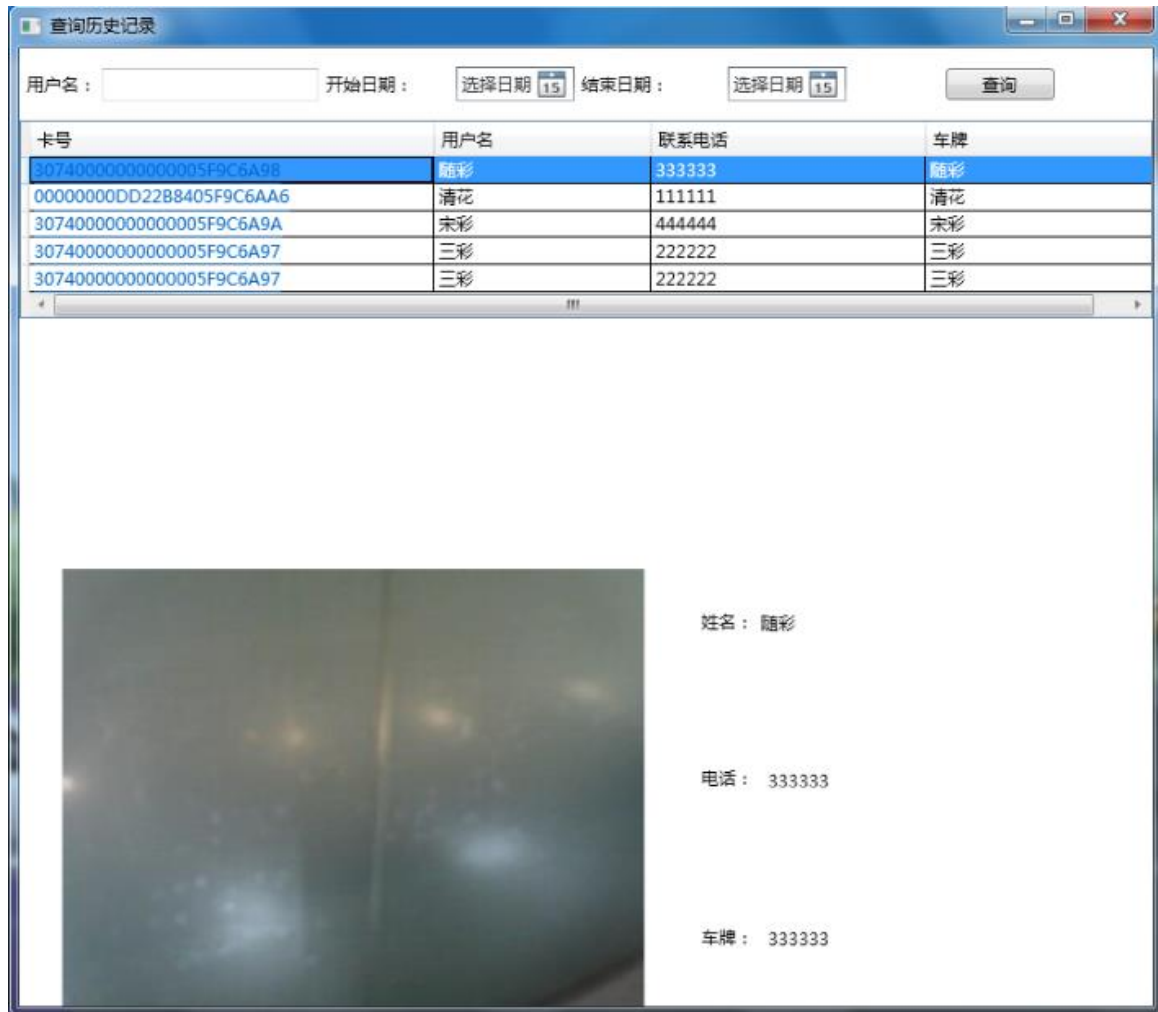 查询历史记录
用户名： 开始日期： 选择日期 15 结束日期： 选择日期 15 查询
卡号 用户名 联系电话 车牌
30740000000000005F9C6A98 随彩 333333 随彩
00000000DD22B8405F9C6AA6 清花 111111 清花
30740000000000005F9C6A9A 宋彩 444444 宋彩
30740000000000005F9C6A97 三彩 222222 三彩
30740000000000005F9C6A97 三彩 222222 三彩
姓名： 随彩
电话： 333333
车牌： 333333